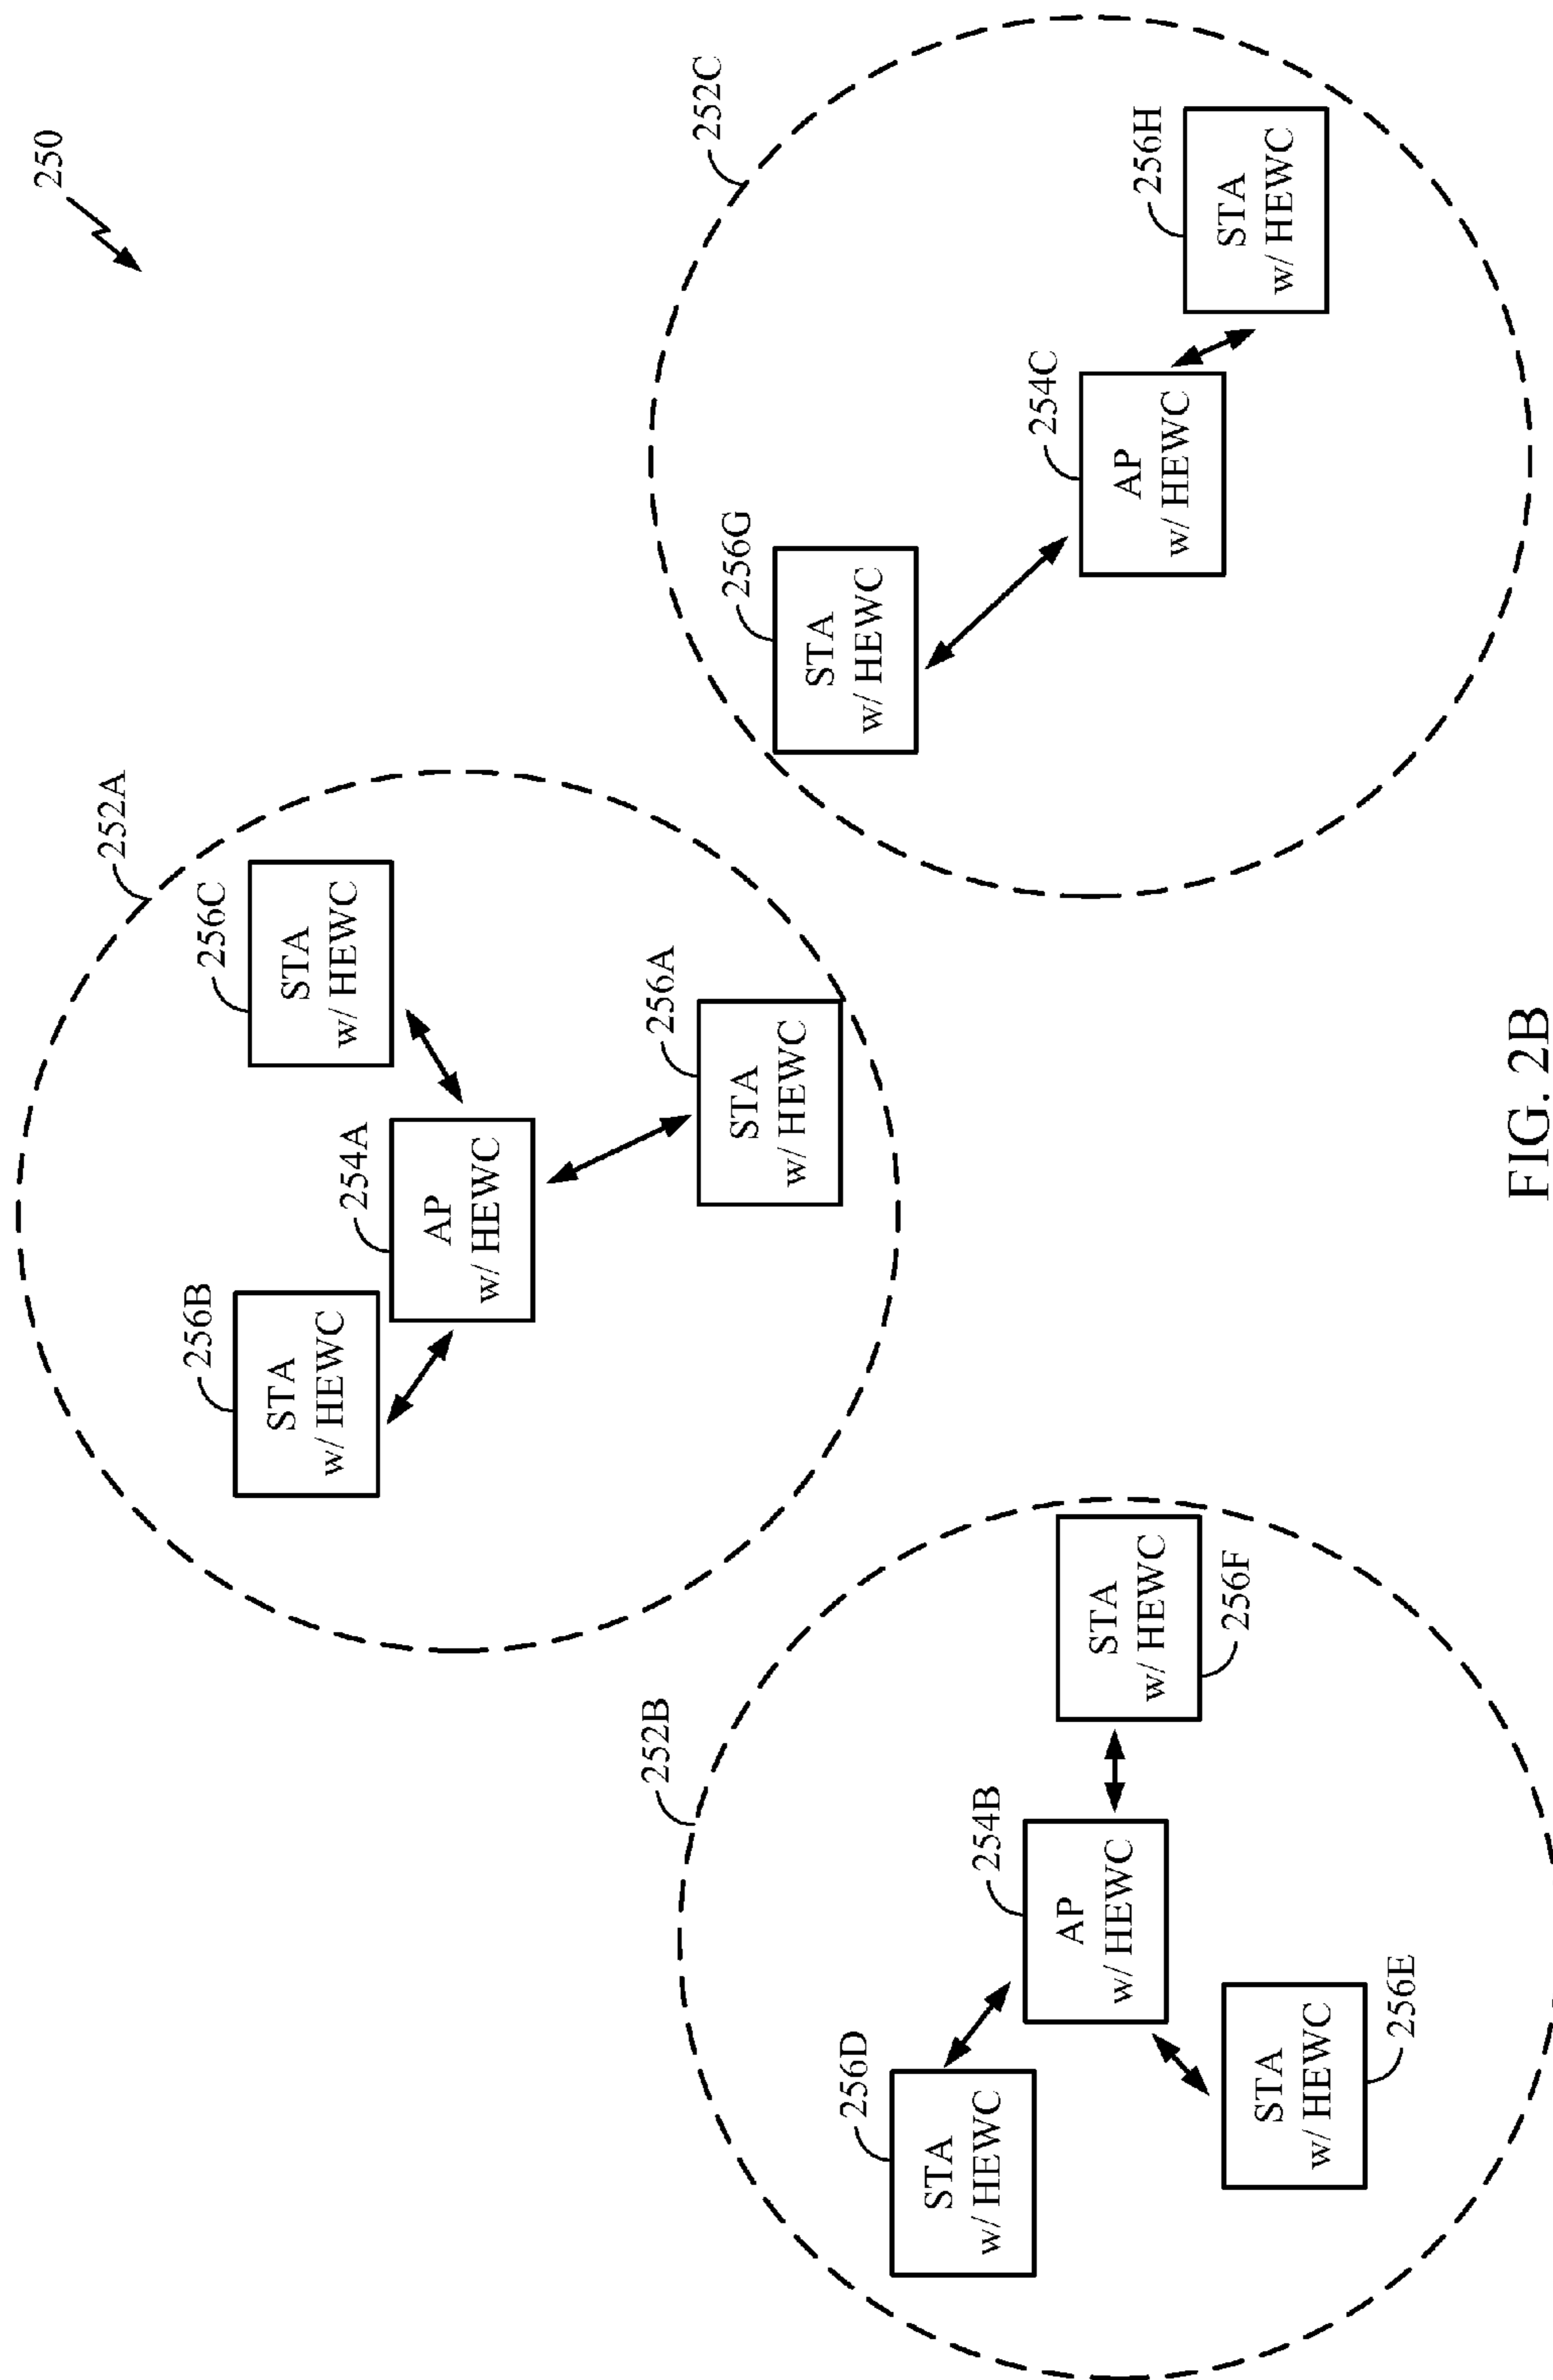 250
252A
256B
STA
w/ HEWC
256C
STA
w/ HEWC
254A
AP
w/ HEWC
256A
STA
w/ HEWC
252B
256D
STA
w/ HEWC
254B
AP
w/ HEWC
STA
w/ HEWC
256F
STA
w/ HEWC
256E
252C
256G
STA
w/ HEWC
254C
AP
w/ HEWC
256H
STA
w/ HEWC
FIG. 2B